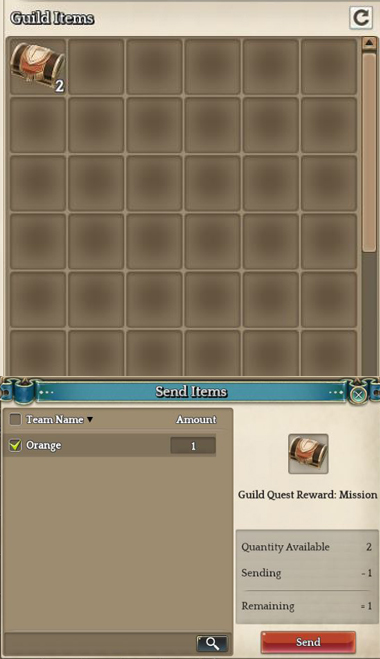 Guild Items
2
Send Items
Team Name ▼ Amount
Orange 1
Guild Quest Reward: Mission
Quantity Available 2
Sending - 1
Remaining = 1
Send